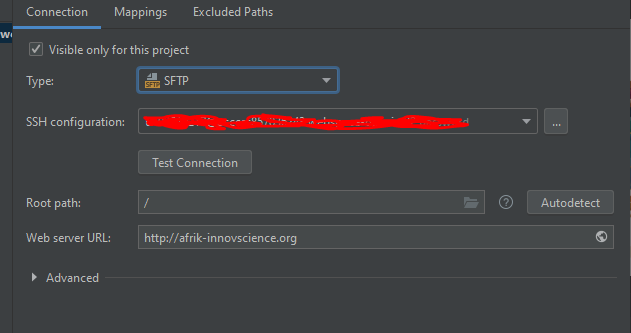 Connection Mappings Excluded Paths
Visible only for this project
Type: SFTP SFTP
SSH configuration: ...
Test Connection
Root path: / ? Autodetect
Web server URL: http://afrik-innovscience.org
Advanced